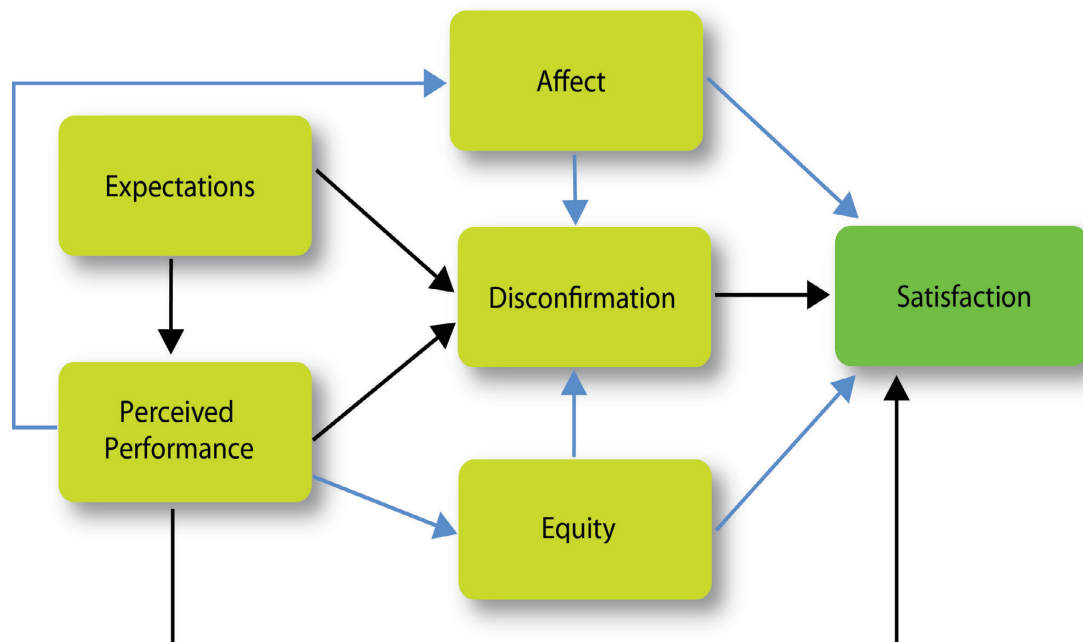 Affect
Expectations
Disconfirmation
Satisfaction
Perceived
Performance
Equity